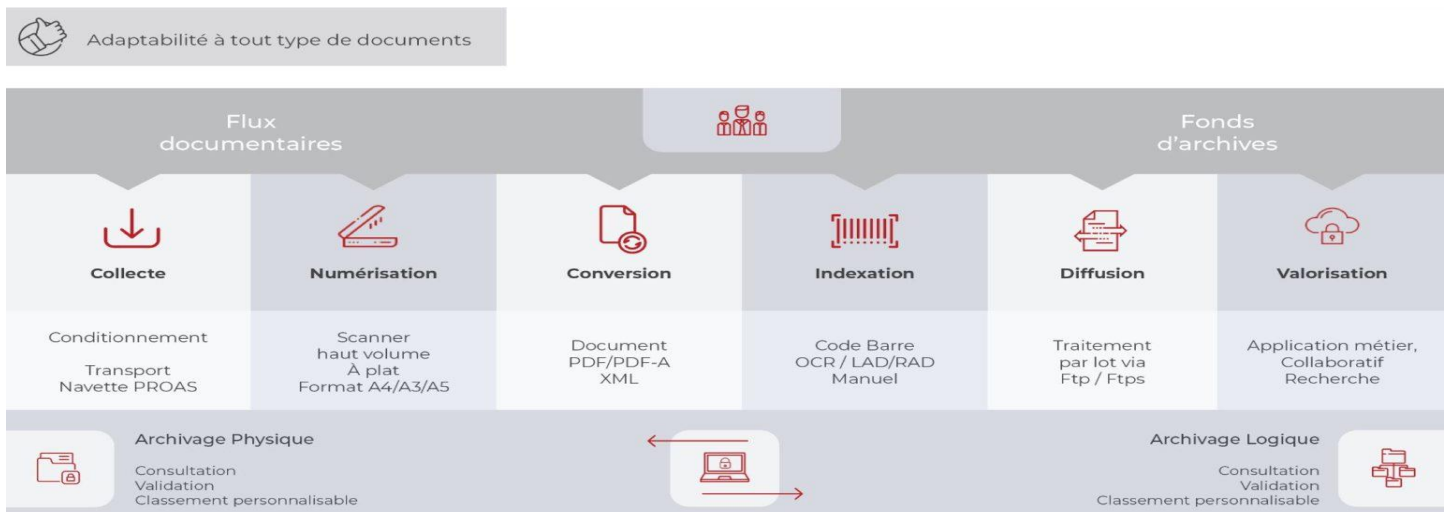 Adaptabilité à tout type de documents
Flux
documentaires
Fonds
d'archives
Collecte
Numérisation
Conversion
Indexation
Diffusion
Valorisation
Conditionnement
Transport
Navette PROAS
Scanner
haut volume
À plat
Format A4/A3/A5
Document
PDF/PDF-A
XML
Code Barre
OCR / LAD/RAD
Manuel
Traitement
par lot via
Ftp / Ftps
Application métier,
Collaboratif
Recherche
Archivage Physique
Consultation
Validation
Classement personnalisable
Archivage Logique
Consultation
Validation
Classement personnalisable